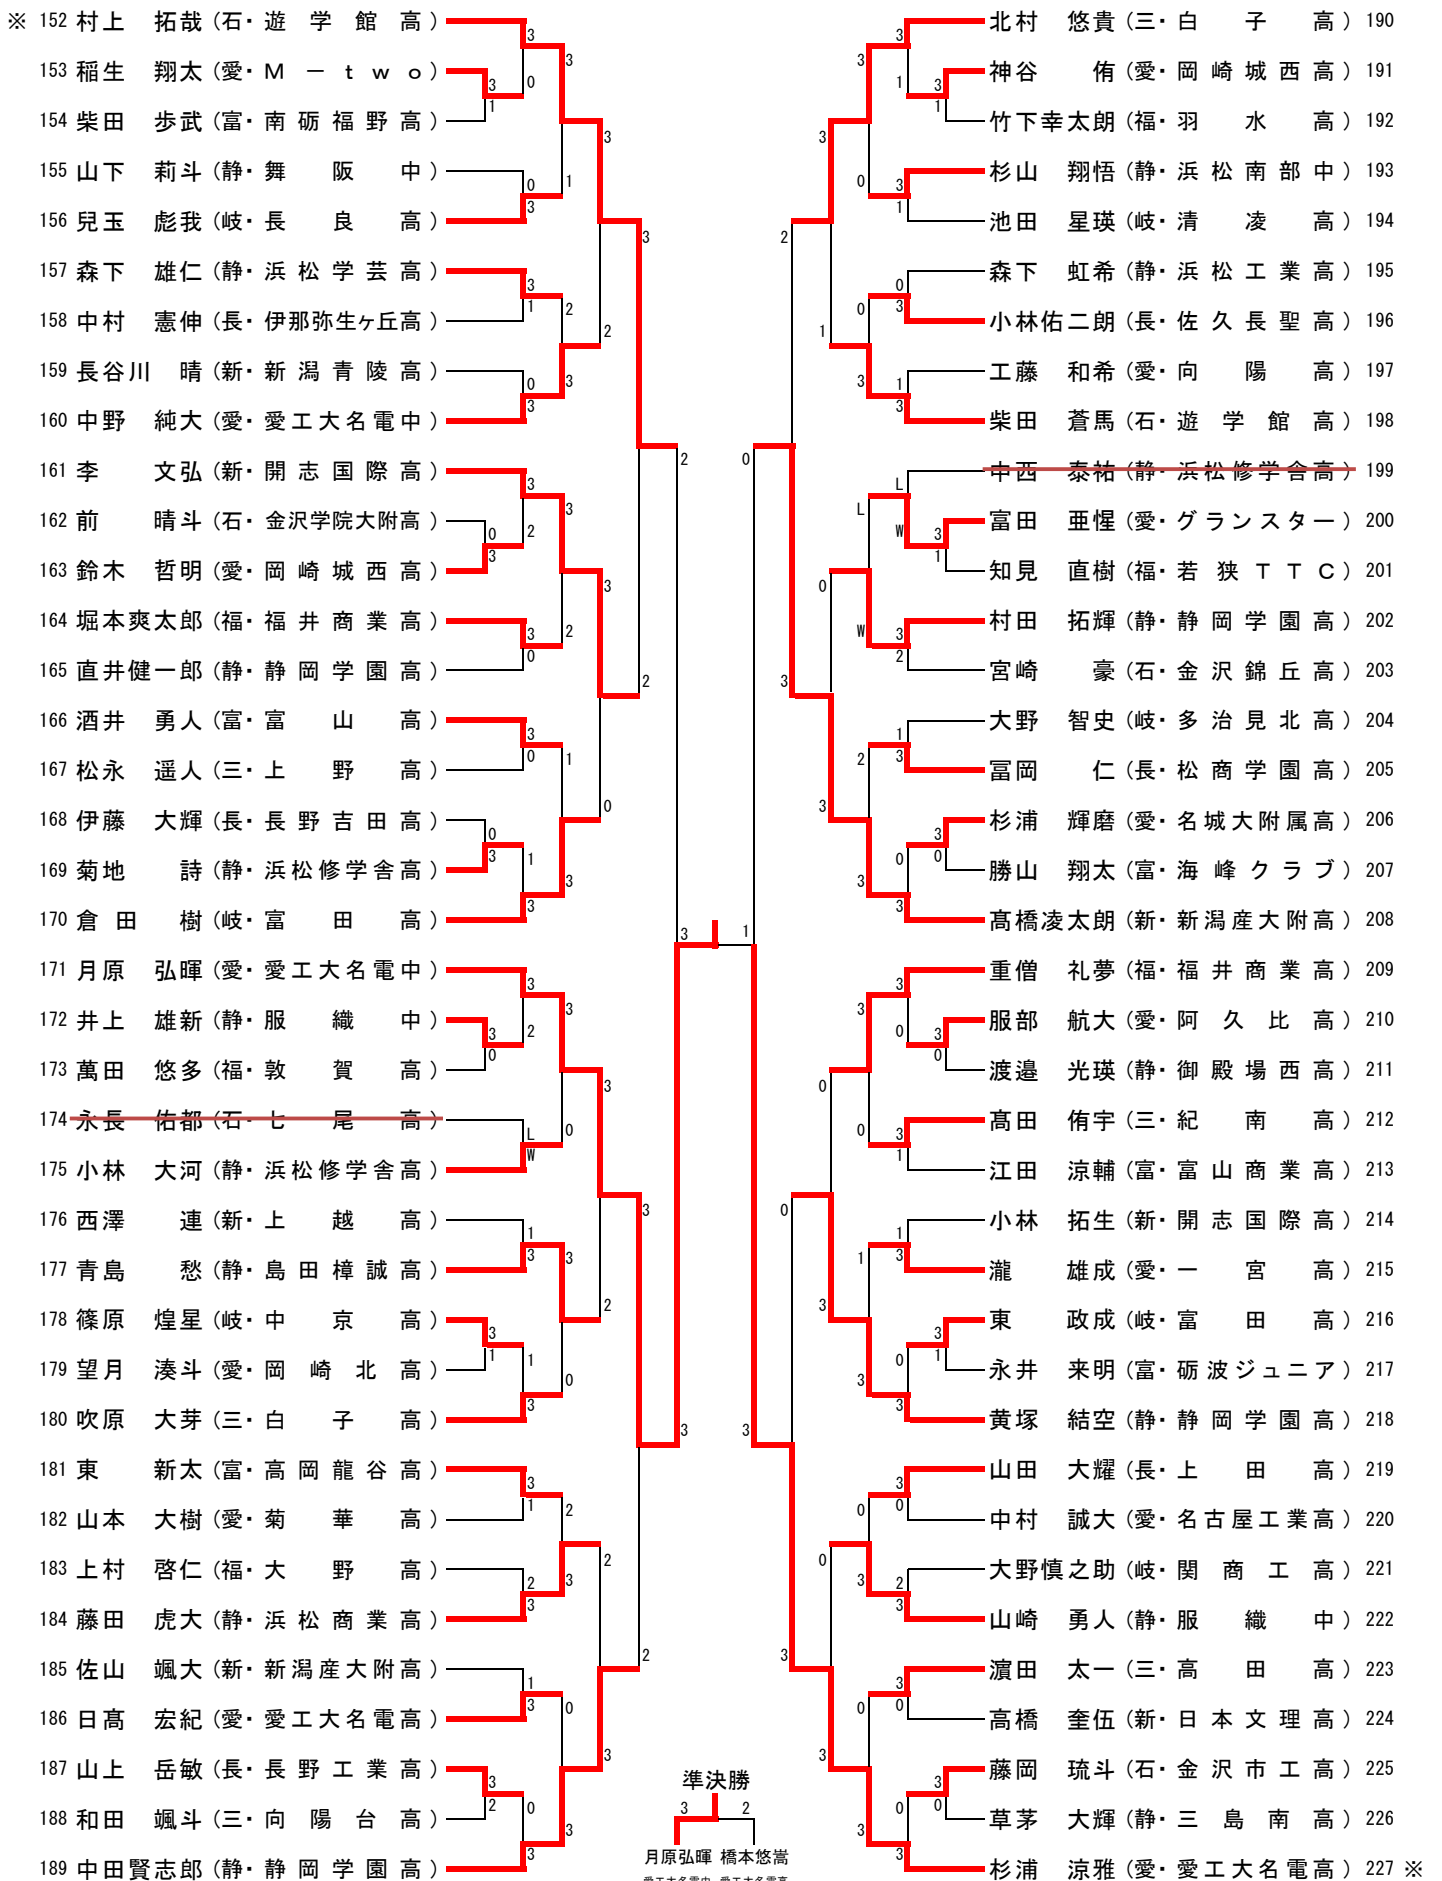 ※ 152 村上 拓哉 (石・遊学館高)
153 稲生 翔太 (愛・M－two)
154 柴田 歩武 (富・南砺福野高)
155 山下 莉斗 (静・舞阪中)
156 兒玉 彪我 (岐・長良高)
157 森下 雄仁 (静・浜松学芸高)
158 中村 憲伸 (長・伊那弥生ヶ丘高)
159 長谷川 晴 (新・新潟青陵高)
160 中野 純大 (愛・愛工大名電中)
161 李 文弘 (新・開志国際高)
162 前 晴斗 (石・金沢学院大附高)
163 鈴木 哲明 (愛・岡崎城西高)
164 堀本爽太郎 (福・福井商業高)
165 直井健一郎 (静・静岡学園高)
166 酒井 勇人 (富・富山高)
167 松永 遥人 (三・上野高)
168 伊藤 大輝 (長・長野吉田高)
169 菊地 詩 (静・浜松修学舎高)
170 倉田 樹 (岐・富田高)
171 月原 弘暉 (愛・愛工大名電中)
172 井上 雄新 (静・服織中)
173 萬田 悠多 (福・敦賀高)
174 永長 佑都 (石・七尾高)
175 小林 大河 (静・浜松修学舎高)
176 西澤 連 (新・上越高)
177 青島 愁 (静・島田樟誠高)
178 篠原 煌星 (岐・中京高)
179 望月 湊斗 (愛・岡崎北高)
180 吹原 大芽 (三・白子高)
181 東 新太 (富・高岡龍谷高)
182 山本 大樹 (愛・菊華高)
183 上村 啓仁 (福・大野高)
184 藤田 虎大 (静・浜松商業高)
185 佐山 颯大 (新・新潟産大附高)
186 日髙 宏紀 (愛・愛工大名電高)
187 山上 岳敏 (長・長野工業高)
188 和田 颯斗 (三・向陽台高)
189 中田賢志郎 (静・静岡学園高)
北村 悠貴 (三・白子高) 190
神谷 侑 (愛・岡崎城西高) 191
竹下幸太朗 (福・羽水高) 192
杉山 翔悟 (静・浜松南部中) 193
池田 星瑛 (岐・清凌高) 194
森下 虹希 (静・浜松工業高) 195
小林佑二朗 (長・佐久長聖高) 196
工藤 和希 (愛・向陽高) 197
柴田 蒼馬 (石・遊学館高) 198
中西 泰祐 (静・浜松修学舎高) 199
富田 亜惺 (愛・グランスター) 200
知見 直樹 (福・若狭TTC) 201
村田 拓輝 (静・静岡学園高) 202
宮崎 豪 (石・金沢錦丘高) 203
大野 智史 (岐・多治見北高) 204
冨岡 仁 (長・松商学園高) 205
杉浦 輝磨 (愛・名城大附属高) 206
勝山 翔太 (富・海峰クラブ) 207
髙橋凌太朗 (新・新潟産大附高) 208
重僧 礼夢 (福・福井商業高) 209
服部 航大 (愛・阿久比高) 210
渡邉 光瑛 (静・御殿場西高) 211
髙田 侑宇 (三・紀南高) 212
江田 涼輔 (富・富山商業高) 213
小林 拓生 (新・開志国際高) 214
瀧 雄成 (愛・一宮高) 215
東 政成 (岐・富田高) 216
永井 来明 (富・砺波ジュニア) 217
黄塚 結空 (静・静岡学園高) 218
山田 大耀 (長・上田高) 219
中村 誠大 (愛・名古屋工業高) 220
大野慎之助 (岐・関商工高) 221
山崎 勇人 (静・服織中) 222
濵田 太一 (三・高田高) 223
高橋 奎伍 (新・日本文理高) 224
藤岡 琉斗 (石・金沢市工高) 225
草茅 大輝 (静・三島南高) 226
杉浦 涼雅 (愛・愛工大名電高) 227 ※
準決勝
3 2
月原弘暉 橋本悠嵩